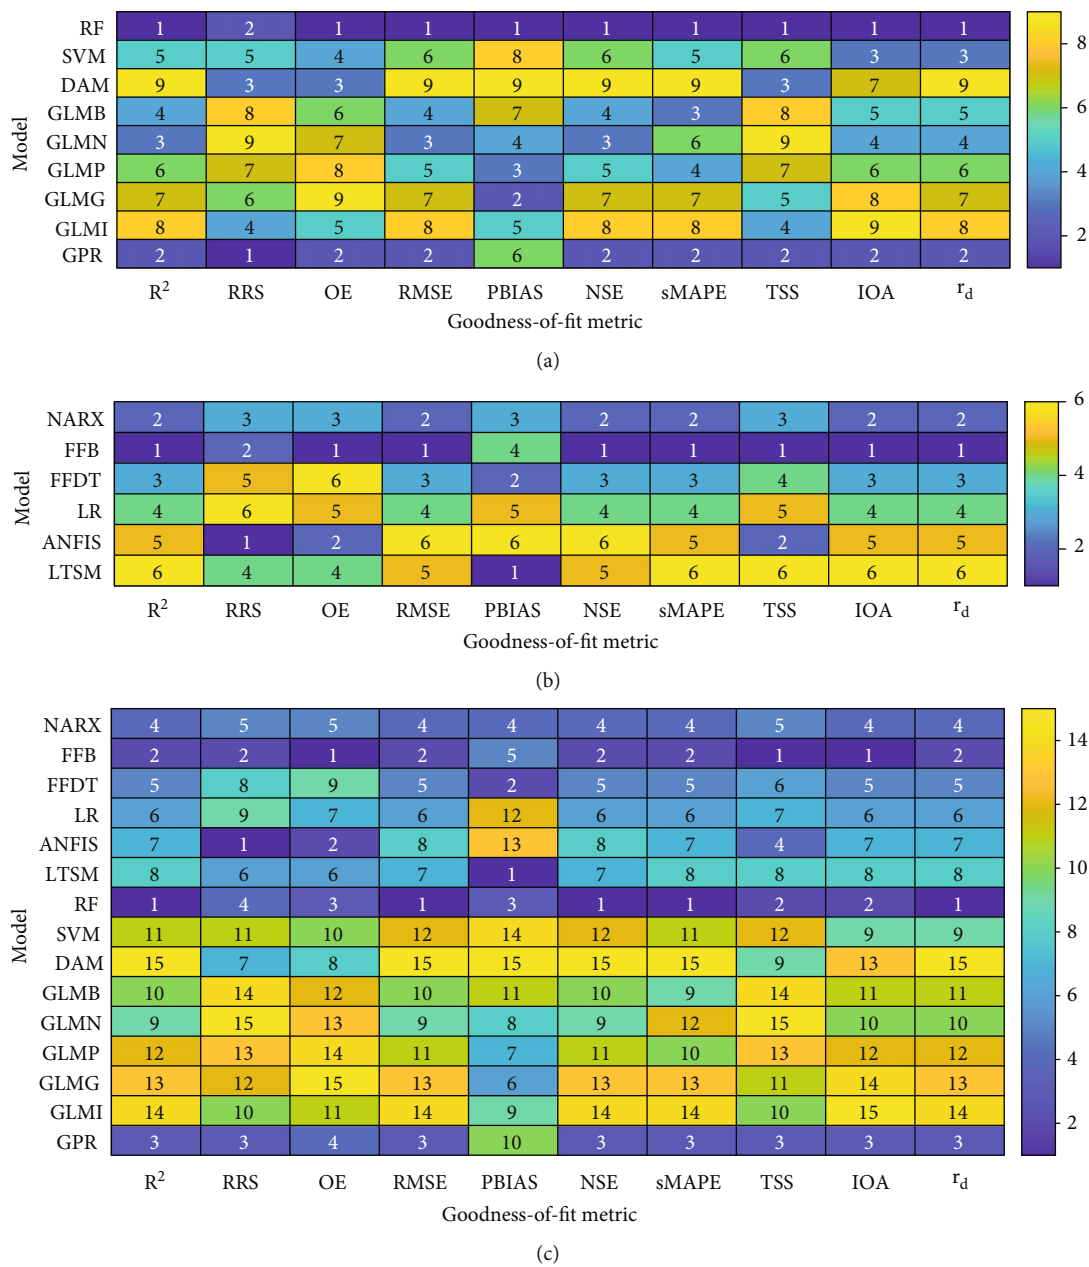 RF 1 2 1 1 1 1 1 1 1 1
SVM 5 5 4 6 8 6 5 6 3 3
DAM 9 3 3 9 9 9 9 3 7 9
GLMB 4 8 6 4 7 4 3 8 5 5
GLMN 3 9 7 3 4 3 6 9 4 4
GLMP 6 7 8 5 3 5 4 7 6 6
GLMG 7 6 9 7 2 7 7 5 8 7
GLMI 8 4 5 8 5 8 8 4 9 8
GPR 2 1 2 2 6 2 2 2 2 2
R² RRS OE RMSE PBIAS NSE sMAPE TSS IOA r_d
Goodness-of-fit metric
Model
8
6
4
2
(a)
NARX 2 3 3 2 3 2 2 3 2 2
FFB 1 2 1 1 4 1 1 1 1 1
FFDT 3 5 6 3 2 3 3 4 3 3
LR 4 6 5 4 5 4 4 5 4 4
ANFIS 5 1 2 6 6 6 5 2 5 5
LTSM 6 4 4 5 1 5 6 6 6 6
R² RRS OE RMSE PBIAS NSE sMAPE TSS IOA r_d
Goodness-of-fit metric
Model
6
4
2
(b)
NARX 4 5 5 4 4 4 4 5 4 4
FFB 2 2 1 2 5 2 2 1 1 2
FFDT 5 8 9 5 2 5 5 6 5 5
LR 6 9 7 6 12 6 6 7 6 6
ANFIS 7 1 2 8 13 8 7 4 7 7
LTSM 8 6 6 7 1 7 8 8 8 8
RF 1 4 3 1 3 1 1 2 2 1
SVM 11 11 10 12 14 12 11 12 9 9
DAM 15 7 8 15 15 15 15 9 13 15
GLMB 10 14 12 10 11 10 9 14 11 11
GLMN 9 15 13 9 8 9 12 15 10 10
GLMP 12 13 14 11 7 11 10 13 12 12
GLMG 13 12 15 13 6 13 13 11 14 13
GLMI 14 10 11 14 9 14 14 10 15 14
GPR 3 3 4 3 10 3 3 3 3 3
R² RRS OE RMSE PBIAS NSE sMAPE TSS IOA r_d
Goodness-of-fit metric
Model
14
12
10
8
6
4
2
(c)